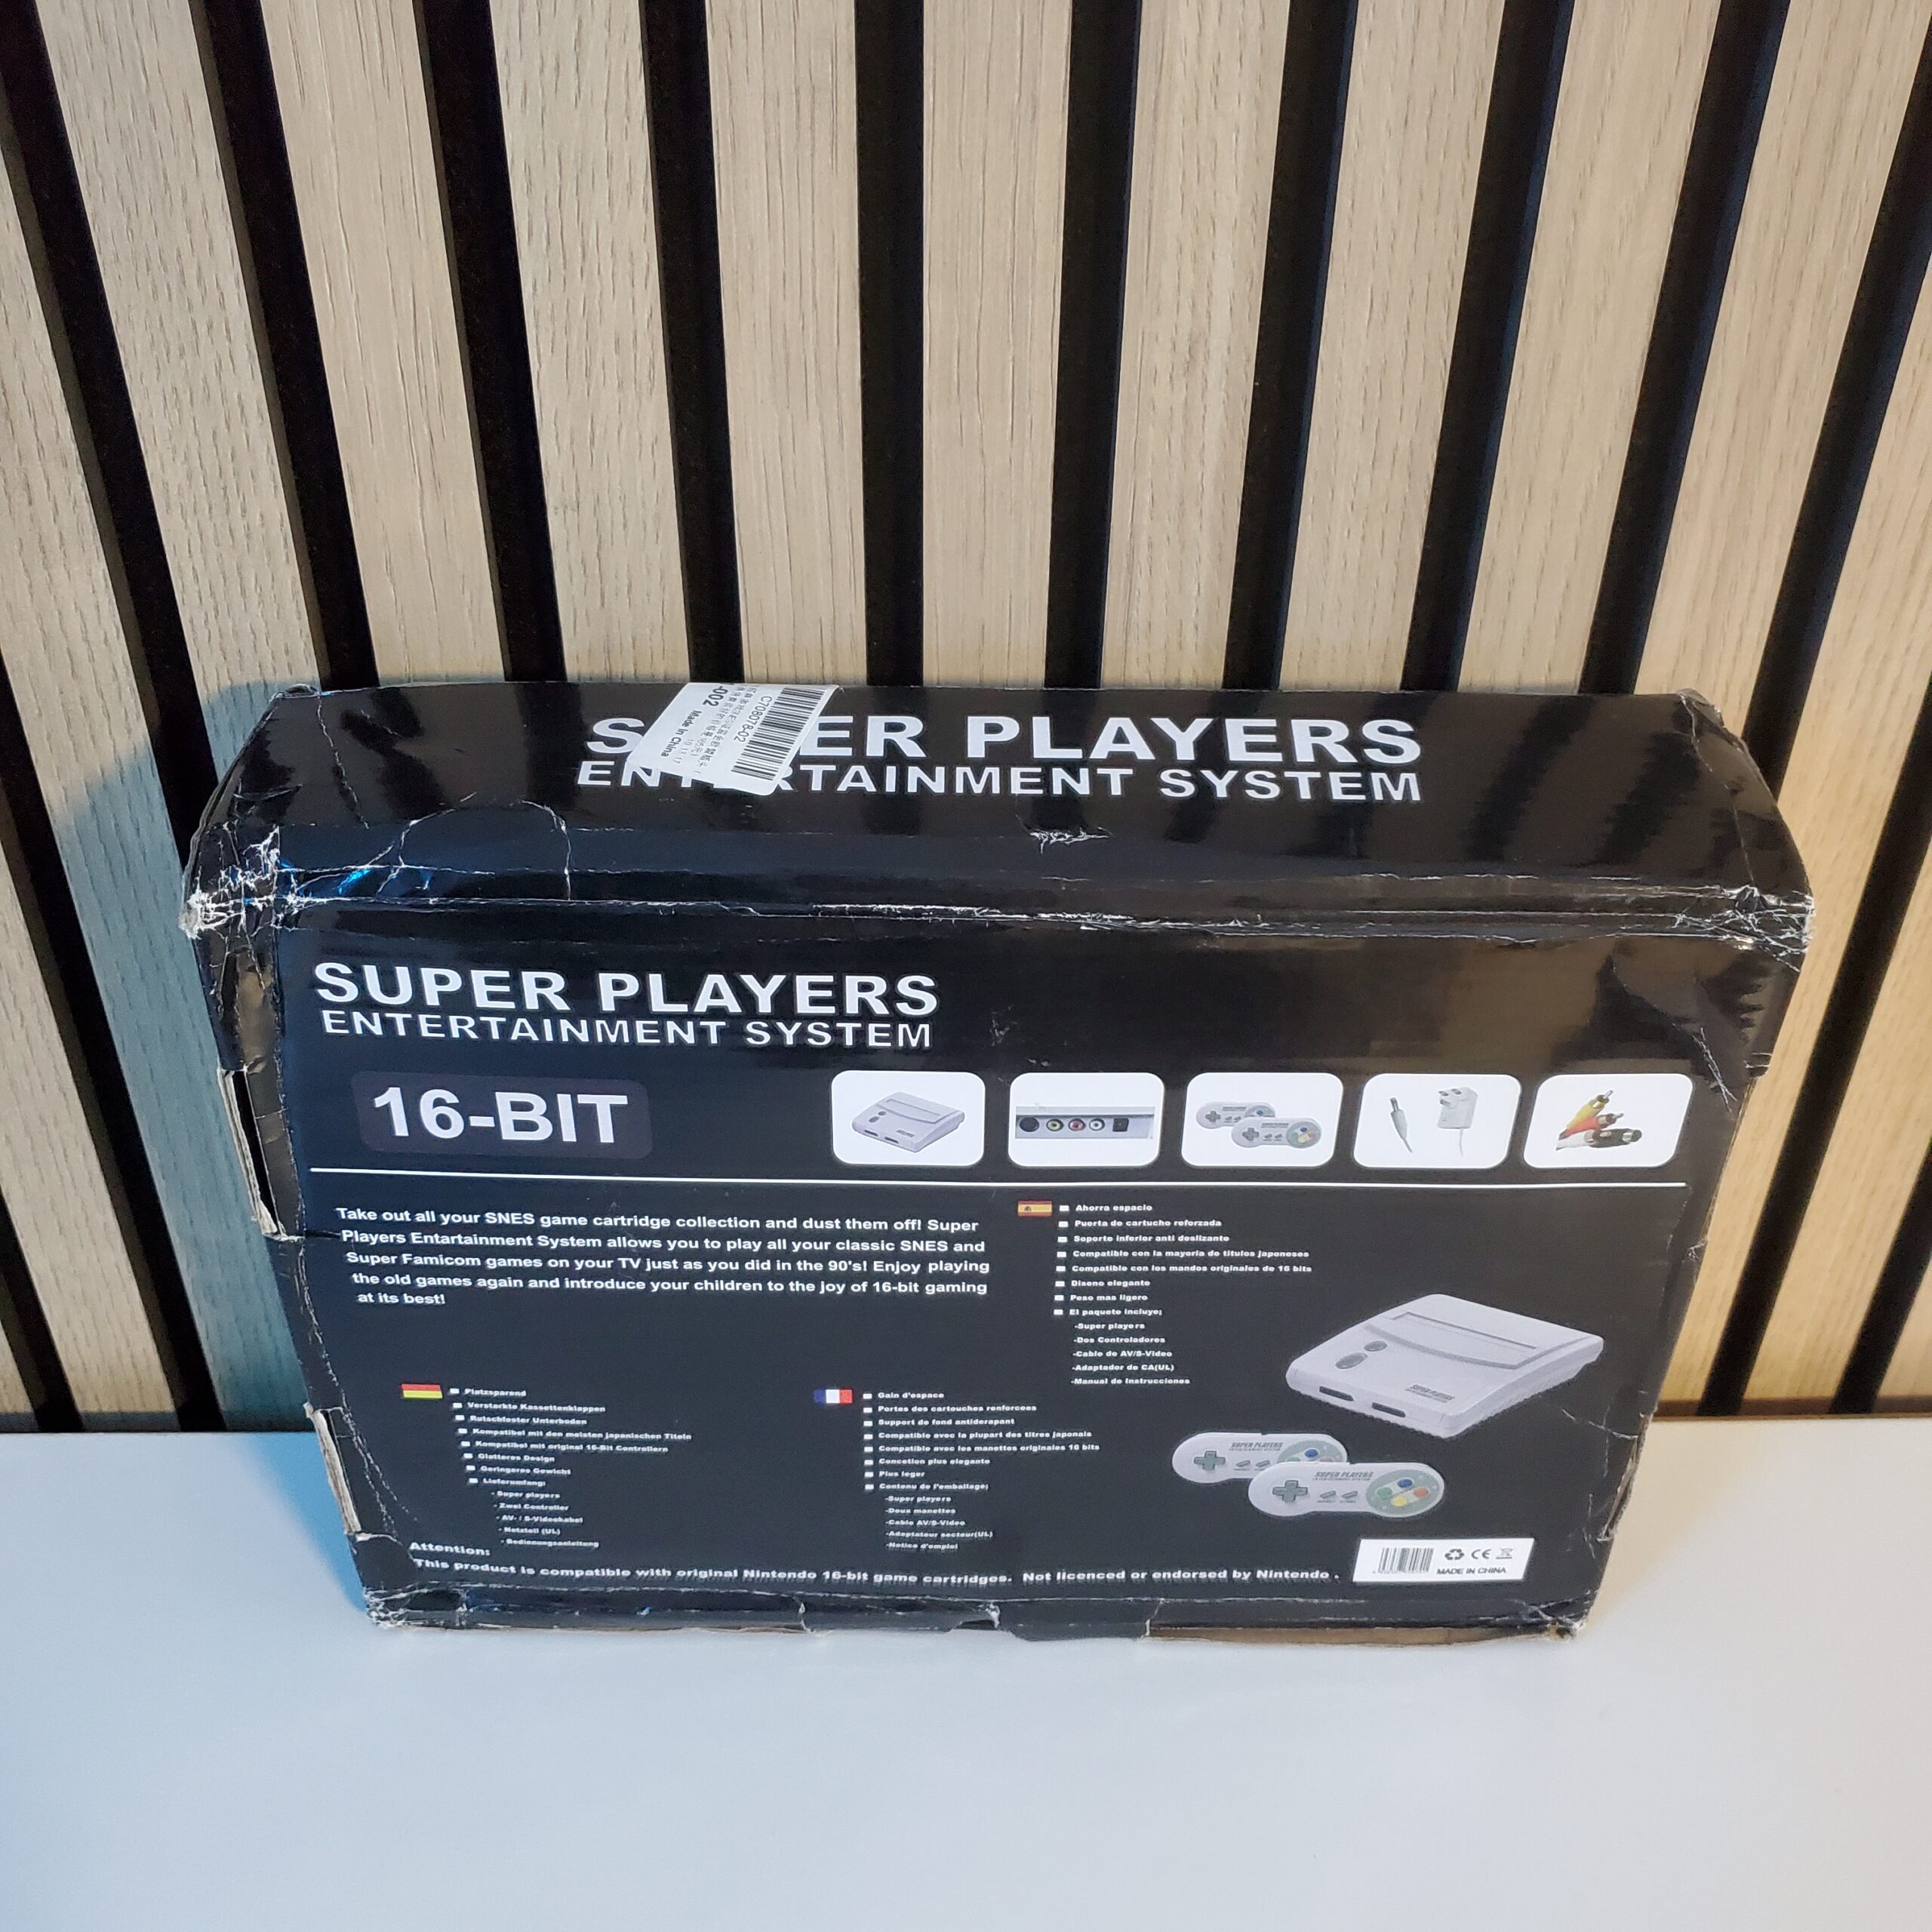 C708078-02
-002 Made In China
S ER PLAYERS
ENTERTAINMENT SYSTEM
SUPER PLAYERS
ENTERTAINMENT SYSTEM
16-BIT
Take out all your SNES game cartridge collection and dust them off! Super
Players Entartainment System allows you to play all your classic SNES and
Super Famicom games on your TV just as you did in the 90's! Enjoy playing
the old games again and introduce your children to the joy of 16-bit gaming
at its best!
Ahorra espacio
Puerta de cartucho reforzada
Soporte inferior anti deslizante
Compatible con la mayoria de titulos japoneses
Compatible con los mandos originales de 16 bits
Diseno elegante
Peso mas ligero
El paquete incluye;
-Super players
-Dos Controladores
-Cable de AV/S-Video
-Adaptador de CA(UL)
-Manual de instrucciones
Platzsparend
Verstarkte Kassettenklappen
Rutschfester Unterboden
Kompatibel mit den meisten japanischen Titeln
Kompatibel mit original 16-Bit Controllern
Glatteres Design
Geringeres Gewicht
Lieferumfang:
- Super players
- Zwei Controller
- AV- / S-Videokabel
- Netzteil (UL)
- Bedienungsanleitung
Gain d'espace
Portes des cartouches renforcees
Support de fond antiderapant
Compatible avec la plupart des titres japonais
Compatible avec les manettes originales 16 bits
Concetion plus elegante
Plus leger
Contenu de l'emballage;
-Super players
-Deux manettes
-Cable AV/S-Video
-Adaptateur secteur(UL)
-Notice d'emploi
SUPER PLAYERS
SUPER PLAYERS
SUPER PLAYERS
Attention:
This product is compatible with original Nintendo 16-bit game cartridges. Not licenced or endorsed by Nintendo .
CE
MADE IN CHINA